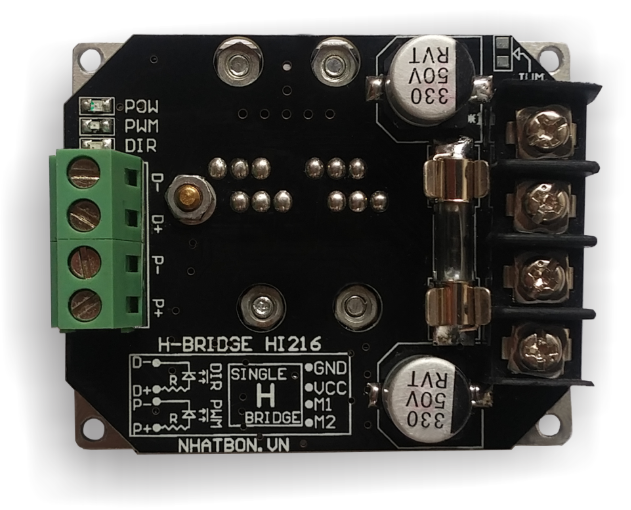 330
50V
RVT
POW
PWM
DIR
D-
D+
P-
P+
H-BRIDGE HI216
D-
D+
P-
P+
R
R
DIR
PWM
SINGLE
H
BRIDGE
GND
VCC
M1
M2
NHATBON.VN
330
50V
RVT